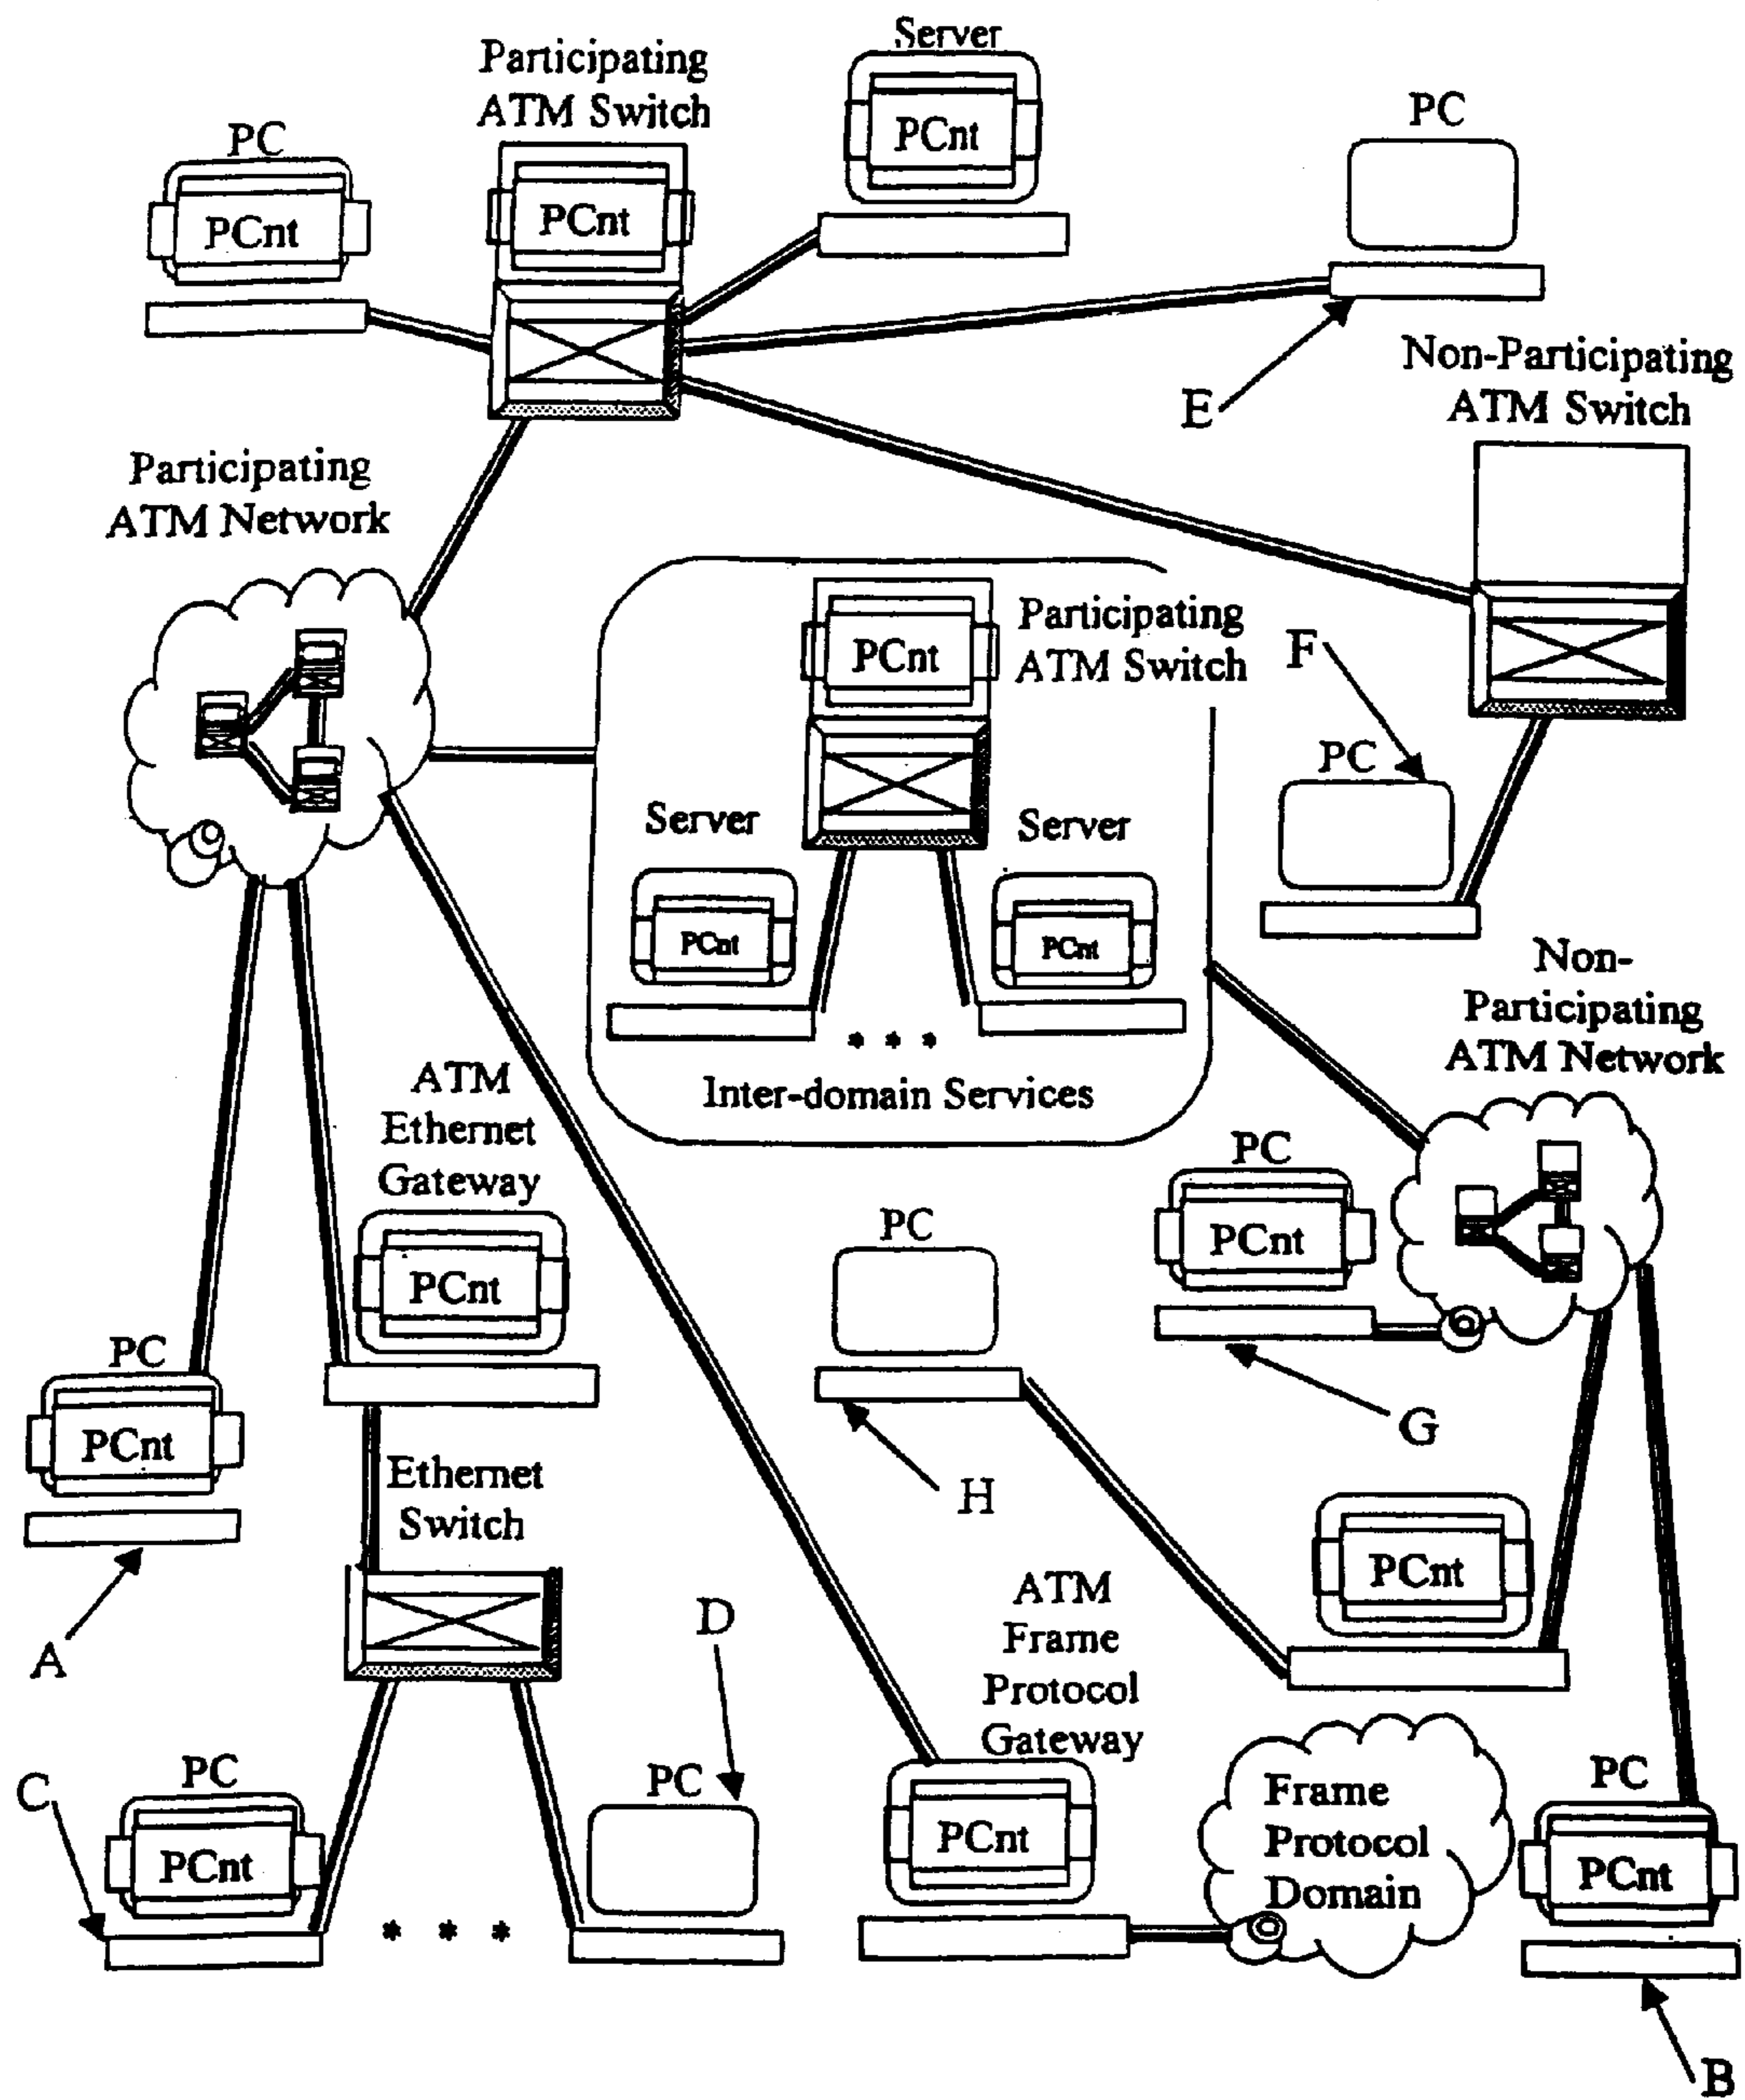 Server
Participating
ATM Switch
PCnt
PC
PC
PCnt
PCnt
Non-Participating
ATM Switch
E
Participating
ATM Network
Participating
ATM Switch
PCnt
F
PC
Server
Server
PCnt
PCnt
* * *
Inter-domain Services
Non-
Participating
ATM Network
ATM
Ethernet
Gateway
PCnt
PC
PCnt
PC
G
PC
PCnt
H
Ethernet
Switch
A
PCnt
ATM
Frame
Protocol
Gateway
D
PC
PC
C
PCnt
* * *
PCnt
Frame
Protocol
Domain
PC
PCnt
B